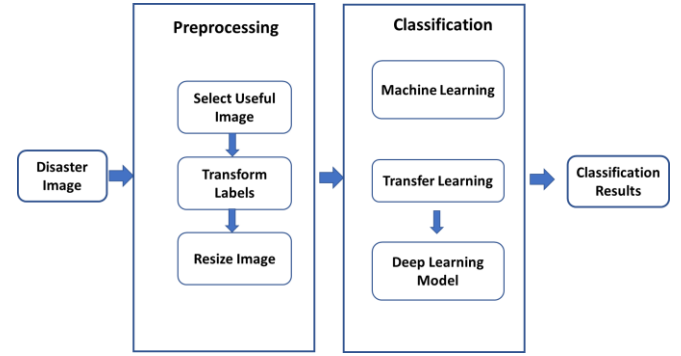 Disaster
Image
Preprocessing
Select Useful
Image
Transform
Labels
Resize Image
Classification
Machine Learning
Transfer Learning
Deep Learning
Model
Classification
Results